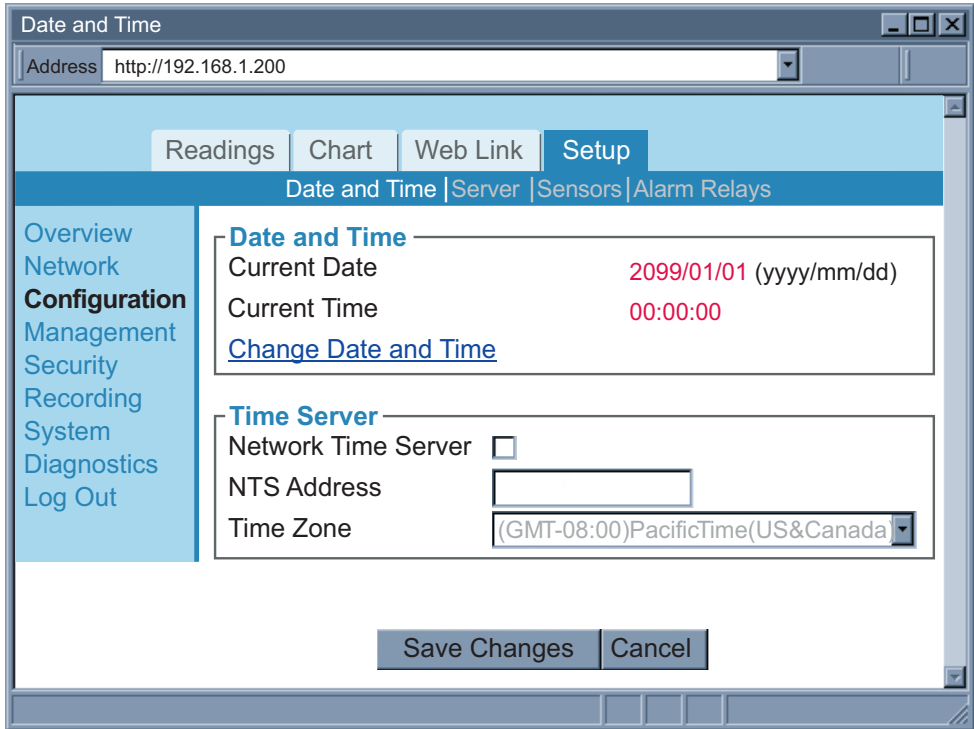 Date and Time
Address http://192.168.1.200
Readings Chart Web Link Setup
Date and Time |Server |Sensors|Alarm Relays
Overview
Network
Configuration
Management
Security
Recording
System
Diagnostics
Log Out
Date and Time
Current Date 2099/01/01 (yyyy/mm/dd)
Current Time 00:00:00
Change Date and Time
Time Server
Network Time Server
NTS Address
Time Zone (GMT-08:00)PacificTime(US&Canada)
Save Changes Cancel